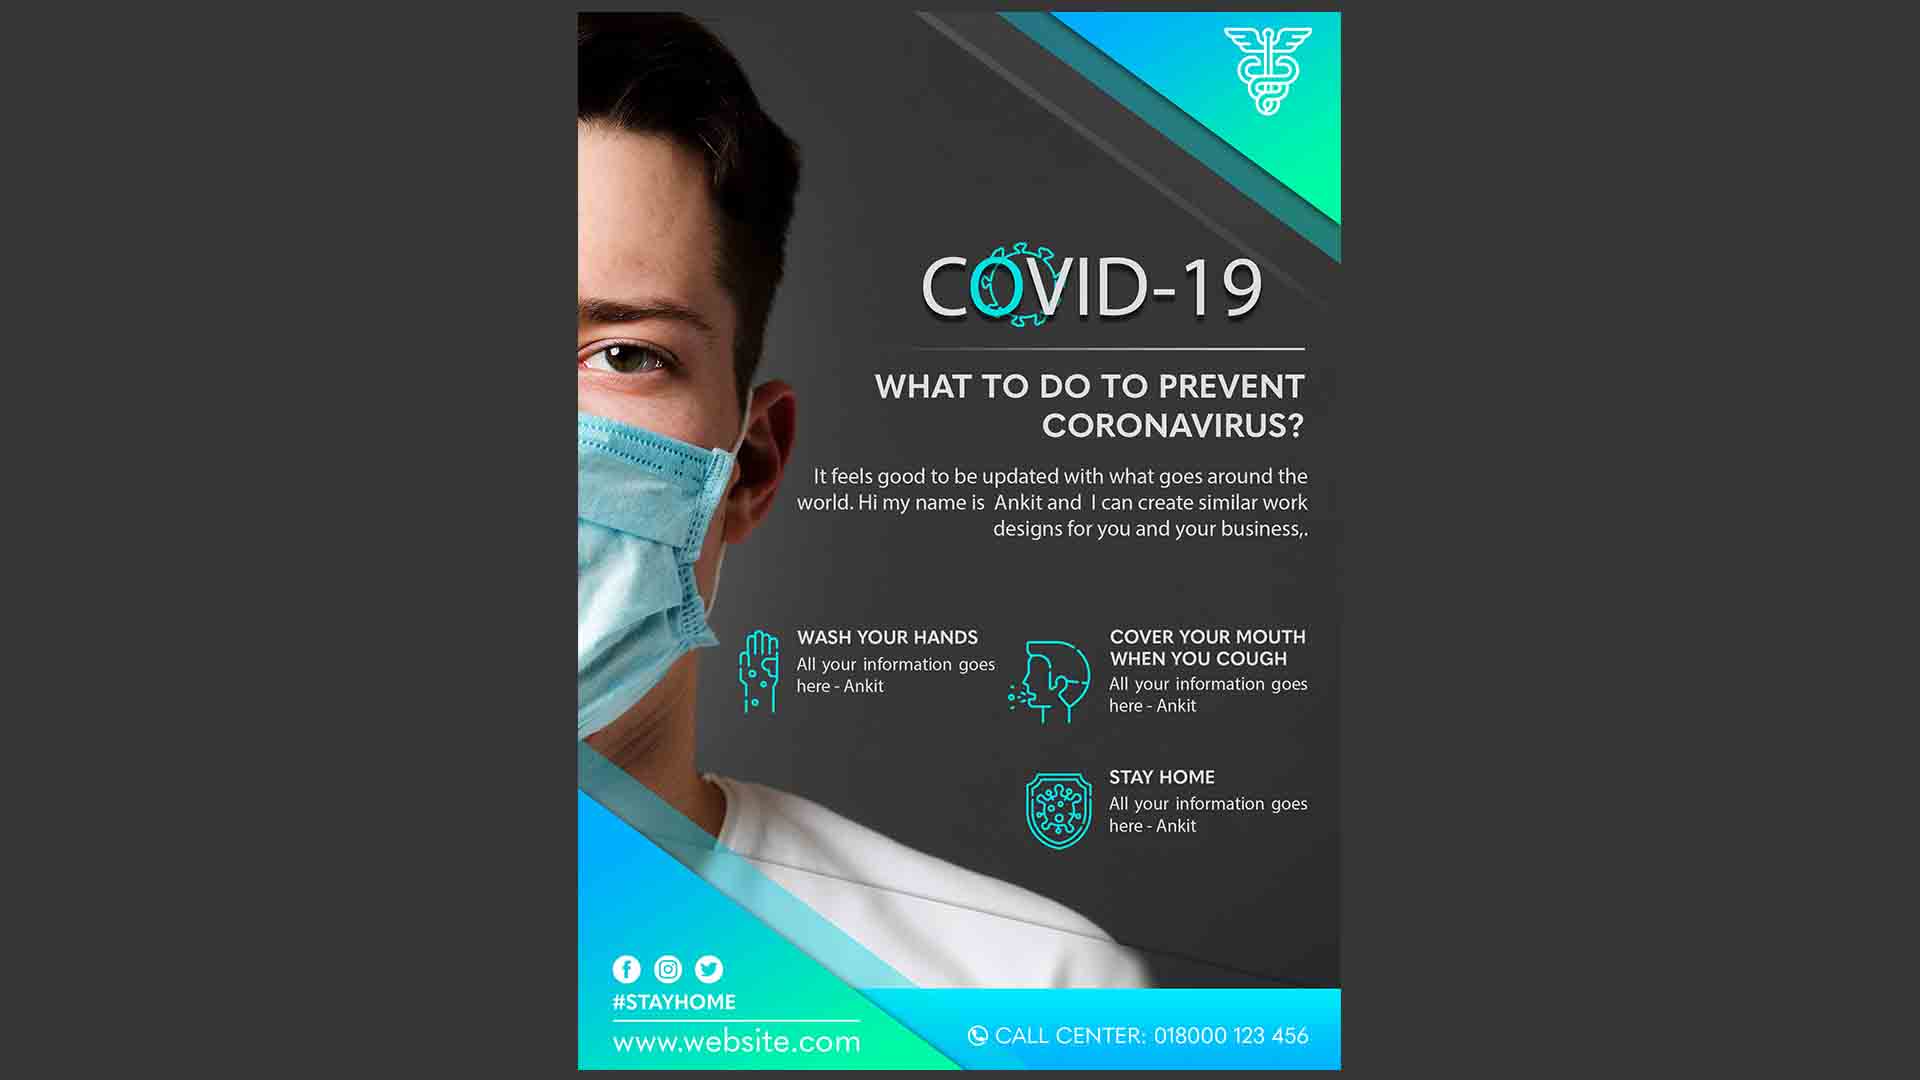 COVID-19
WHAT TO DO TO PREVENT
CORONAVIRUS?
It feels good to be updated with what goes around the
world. Hi my name is Ankit and I can create similar work
designs for you and your business,.
WASH YOUR HANDS
All your information goes
here - Ankit
COVER YOUR MOUTH
WHEN YOU COUGH
All your information goes
here - Ankit
STAY HOME
All your information goes
here - Ankit
#STAYHOME
www.website.com
CALL CENTER: 018000 123 456